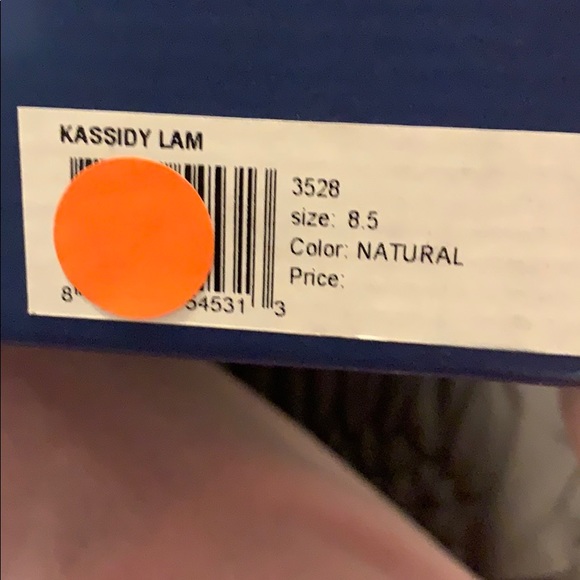 KASSIDY LAM
3528
size: 8.5
Color: NATURAL
Price:
8 54531 3